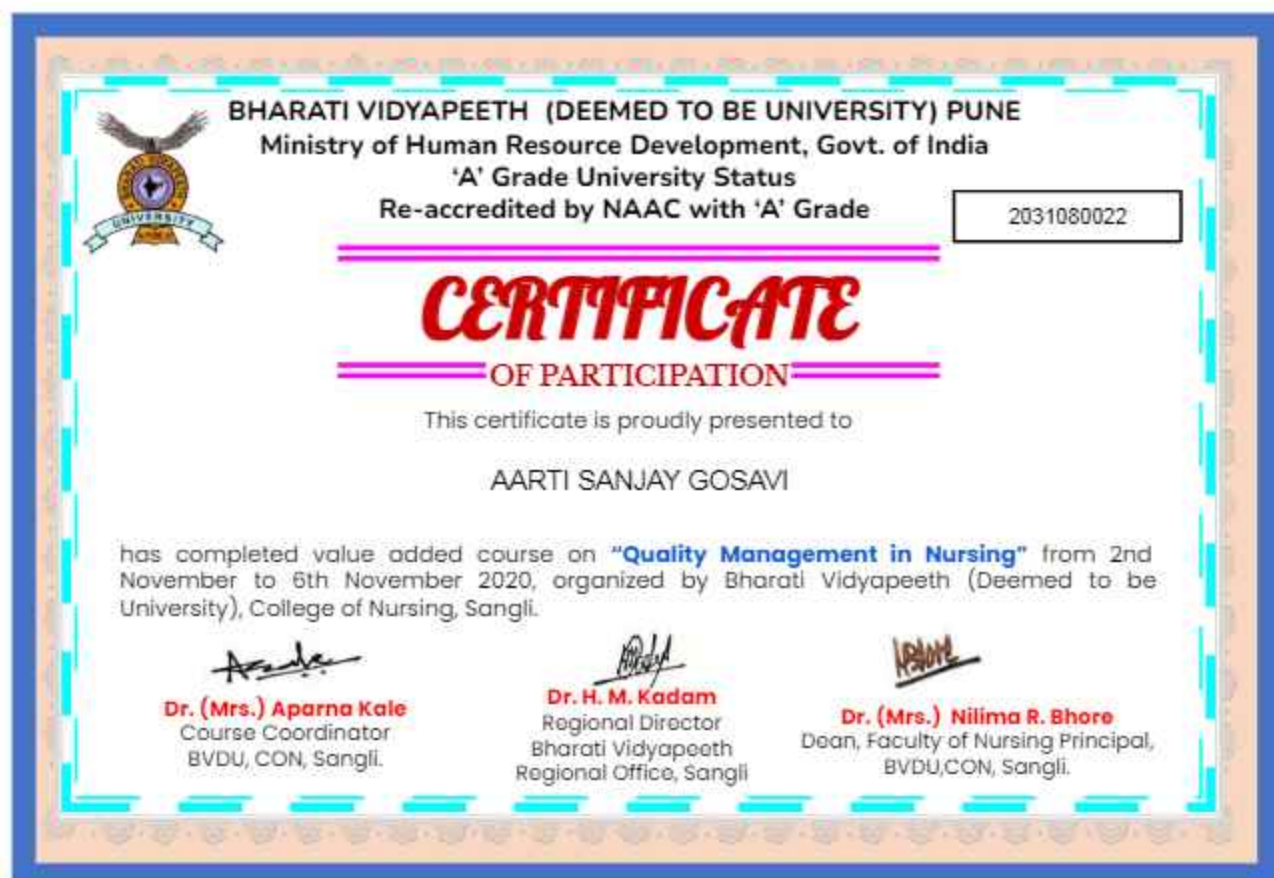 BHARATI VIDYAPEETH (DEEMED TO BE UNIVERSITY) PUNE
Ministry of Human Resource Development, Govt. of India
‘A’ Grade University Status
Re-accredited by NAAC with ‘A’ Grade
2031080022
BHARATI VIDYAPEETH
UNIVERSITY
CERTIFICATE
OF PARTICIPATION
This certificate is proudly presented to
AARTI SANJAY GOSAVI
has completed value added course on “Quality Management in Nursing” from 2nd
November to 6th November 2020, organized by Bharati Vidyapeeth (Deemed to be
University), College of Nursing, Sangli.
Dr. (Mrs.) Aparna Kale
Course Coordinator
BVDU, CON, Sangli.
Dr. H. M. Kadam
Regional Director
Bharati Vidyapeeth
Regional Office, Sangli
Dr. (Mrs.) Nilima R. Bhore
Dean, Faculty of Nursing Principal,
BVDU,CON, Sangli.